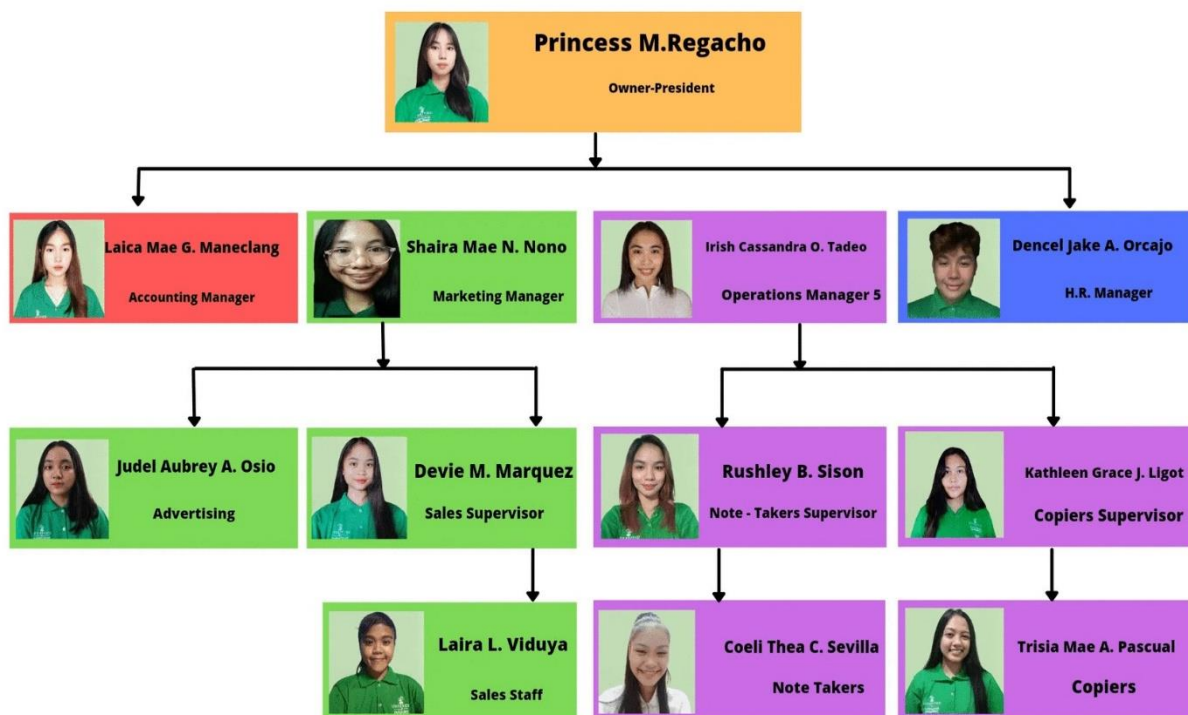 Princess M.Regacho
Owner-President
Laica Mae G. Maneclang
Accounting Manager
Shaira Mae N. Nono
Marketing Manager
Irish Cassandra O. Tadeo
Operations Manager 5
Dencel Jake A. Orcajo
H.R. Manager
Judel Aubrey A. Osio
Advertising
Devie M. Marquez
Sales Supervisor
Rushley B. Sison
Note - Takers Supervisor
Kathleen Grace J. Ligot
Copiers Supervisor
Laira L. Viduya
Sales Staff
Coeli Thea C. Sevilla
Note Takers
Trisia Mae A. Pascual
Copiers